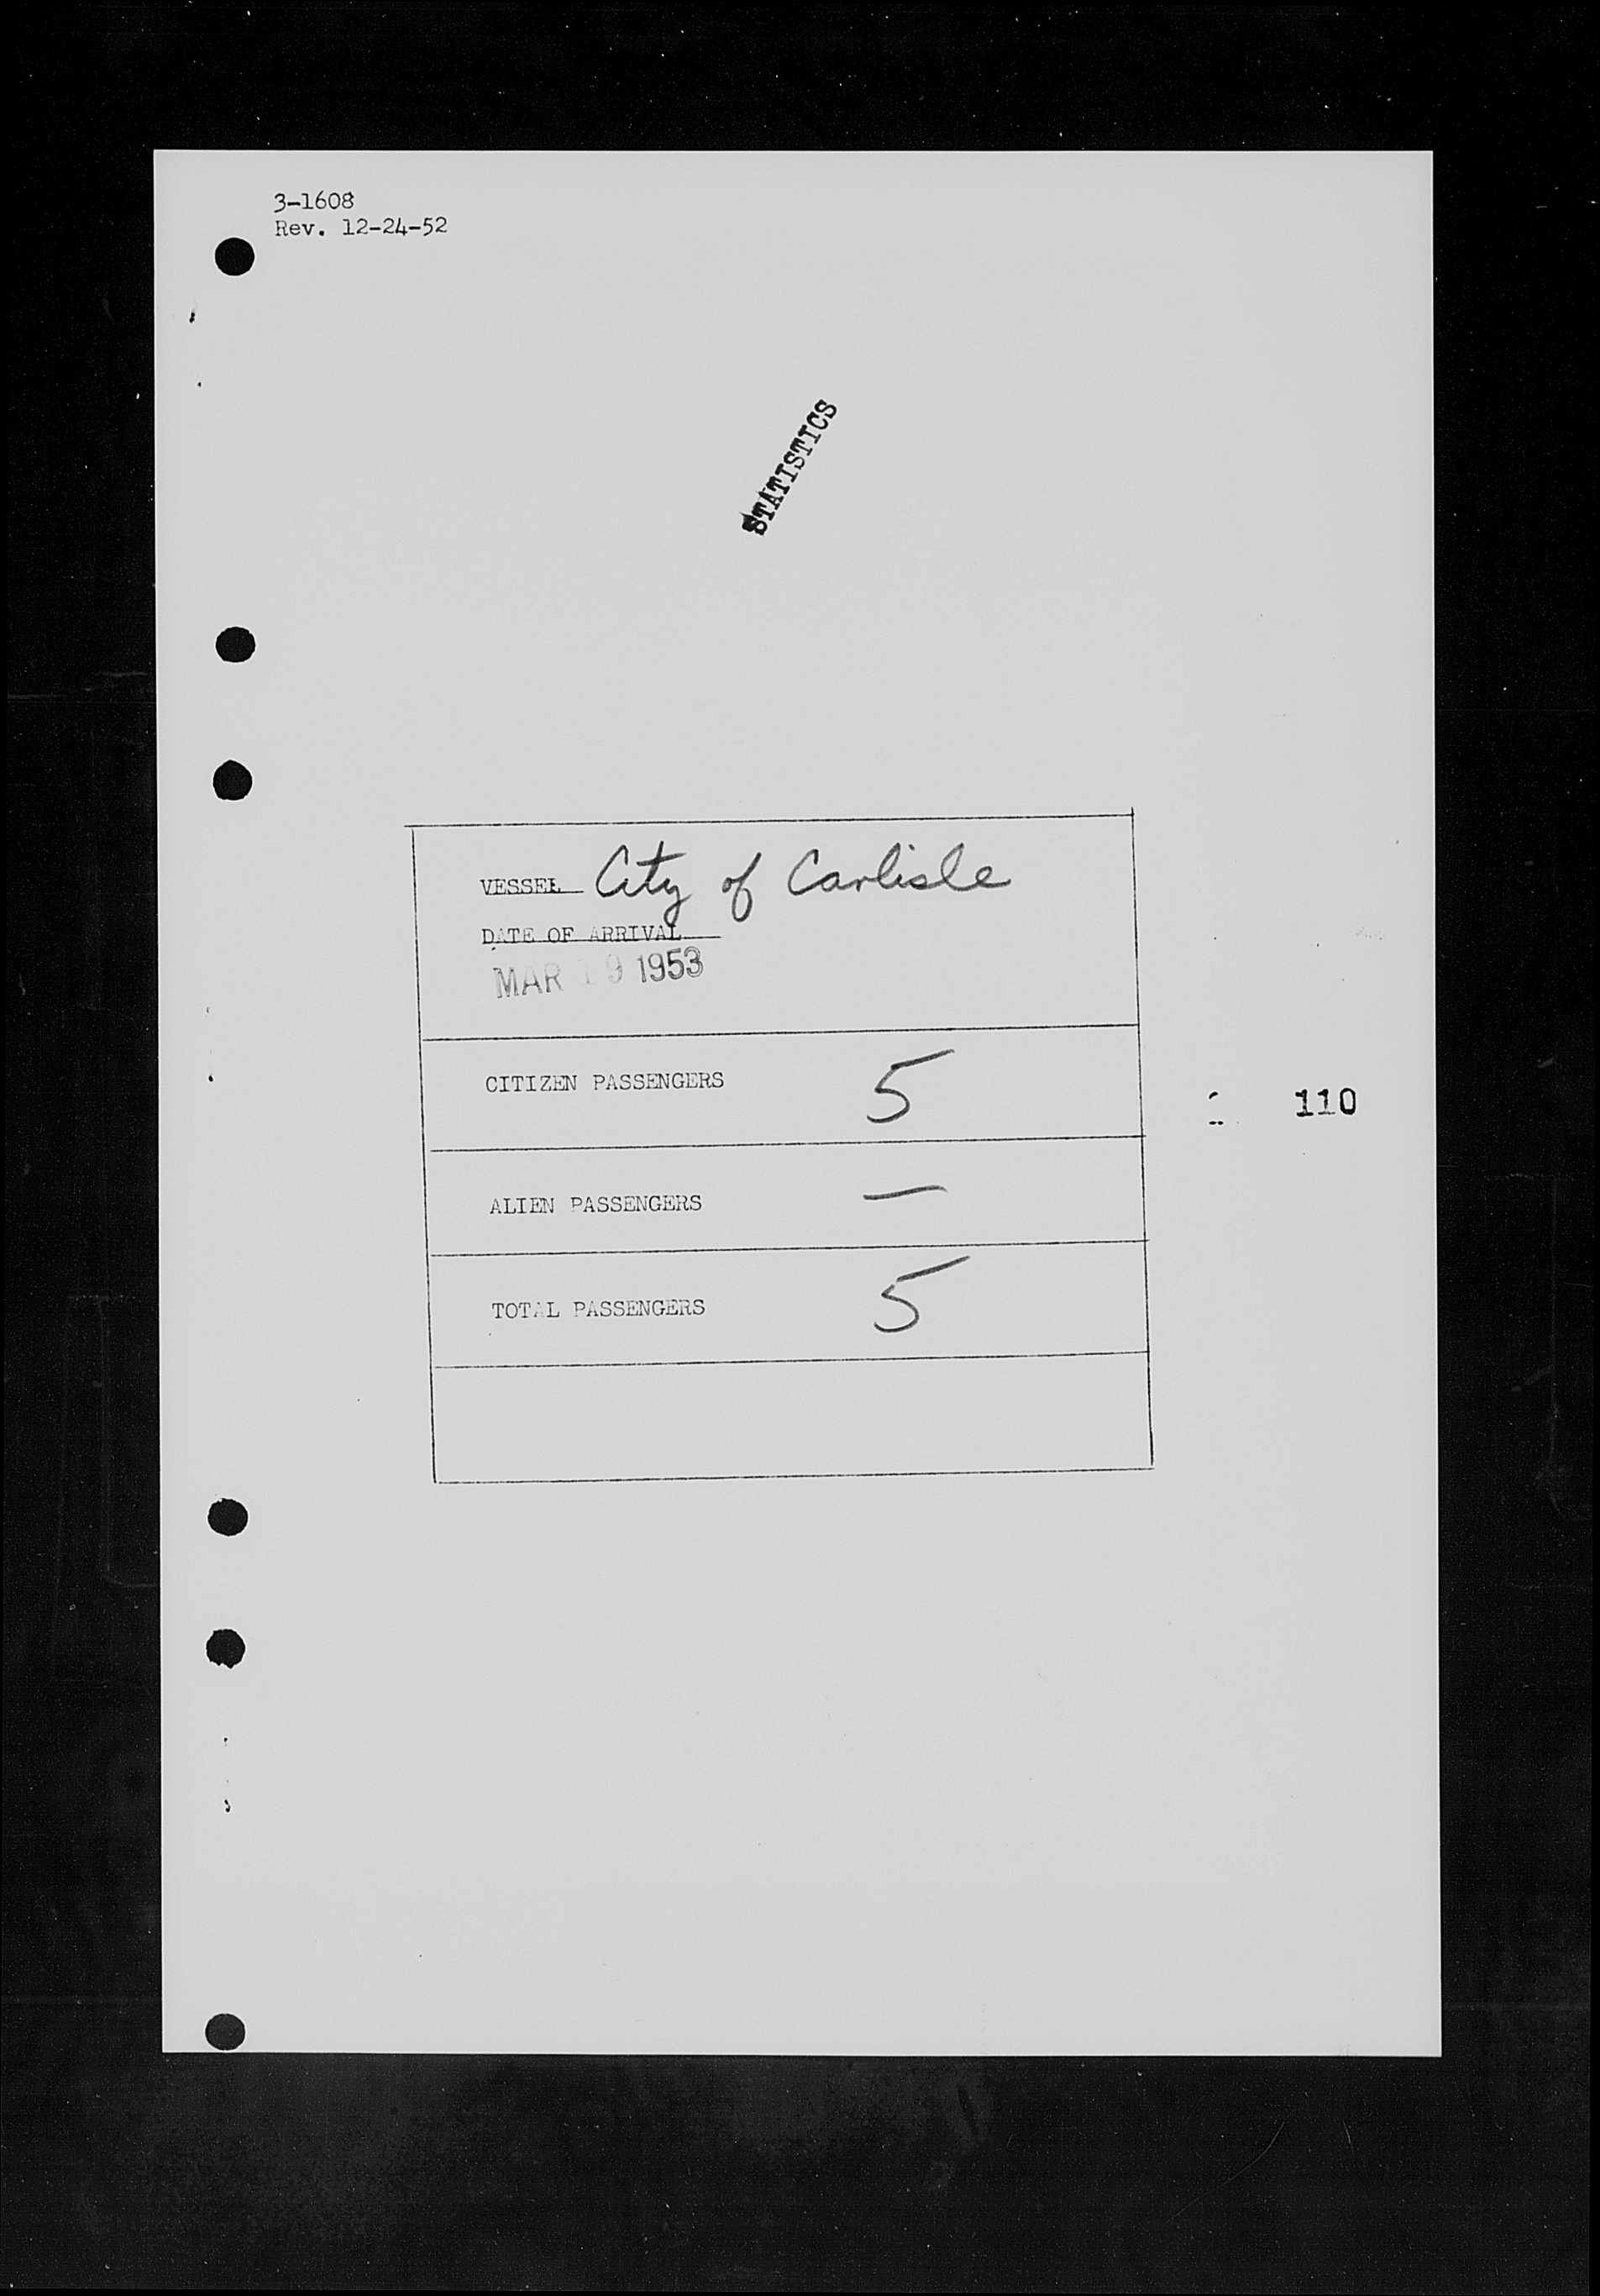 3-1608
Rev. 12-24-52
STATISTICS
VESSEL City of Carlisle
DATE OF ARRIVAL
MAR 19 1953
CITIZEN PASSENGERS 5
110
ALIEN PASSENGERS —
TOTAL PASSENGERS 5